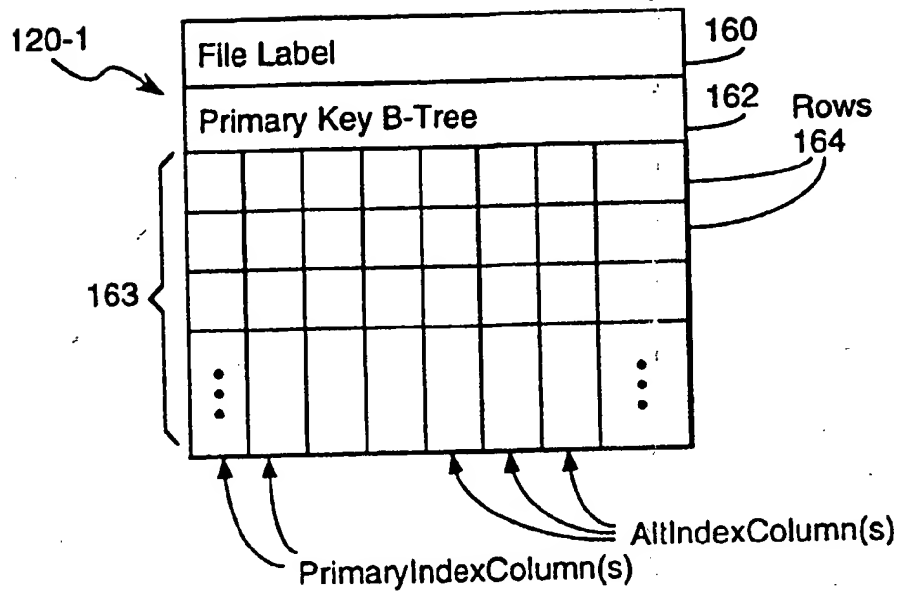 120-1
File Label
160
Primary Key B-Tree
162
Rows
164
163
AltIndexColumn(s)
PrimaryIndexColumn(s)